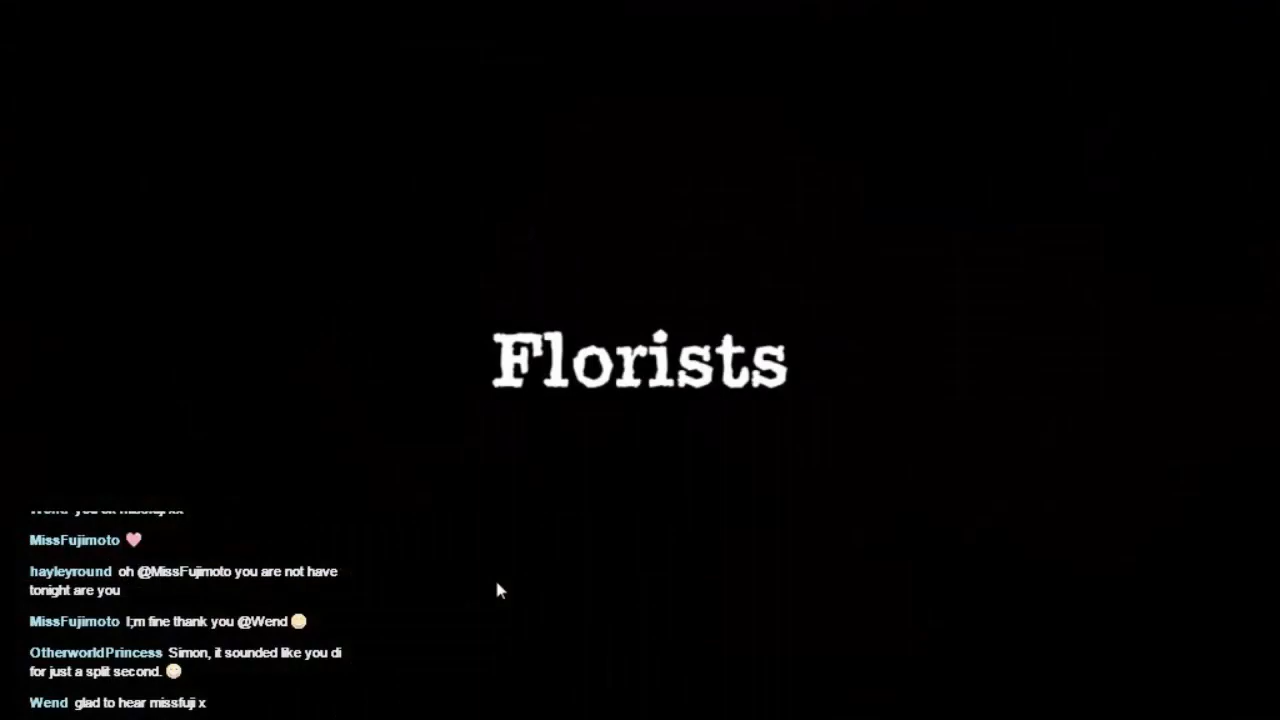 Florists
MissFujimoto 🩷
hayleyround oh @MissFujimoto you are not have
tonight are you
MissFujimoto I;m fine thank you @Wend 🙂
OtherworldPrincess Simon, it sounded like you di
for just a split second. 😁
Wend glad to hear missfuji x